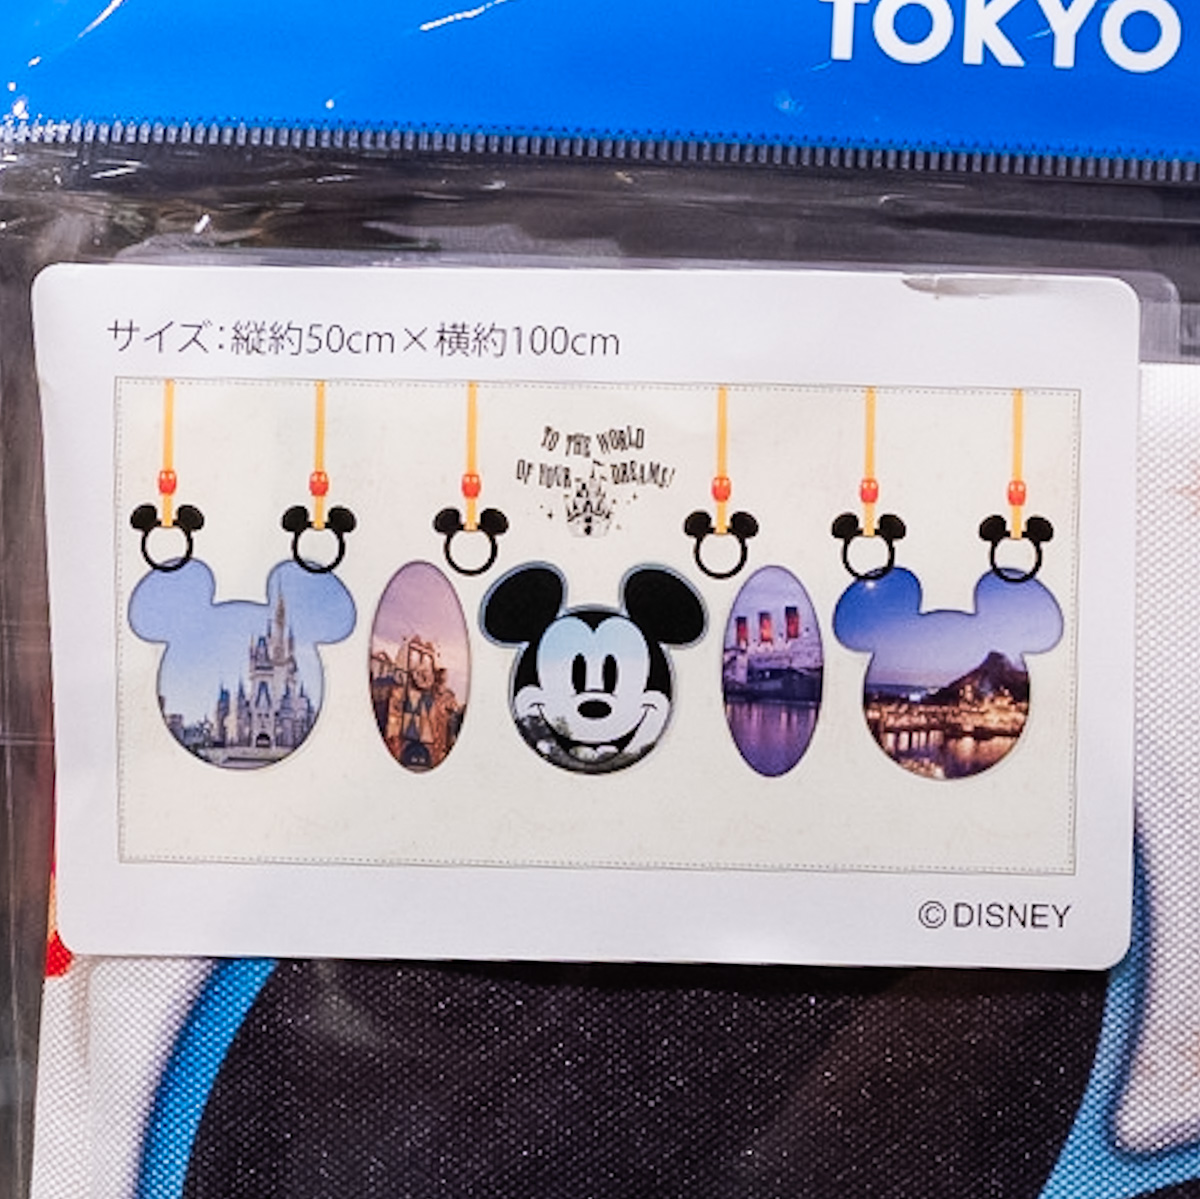 TOKYO
サイズ：縦約50cm×横約100cm
TO THE WORLD
OF YOUR DREAMS!
©DISNEY